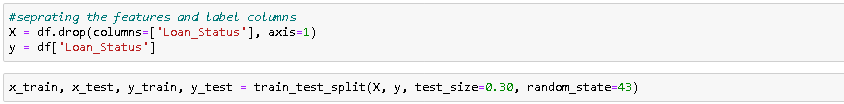 #seprating the features and label columns
X = df.drop(columns=['Loan_Status'], axis=1)
y = df['Loan_Status']
x_train, x_test, y_train, y_test = train_test_split(X, y, test_size=0.30, random_state=43)